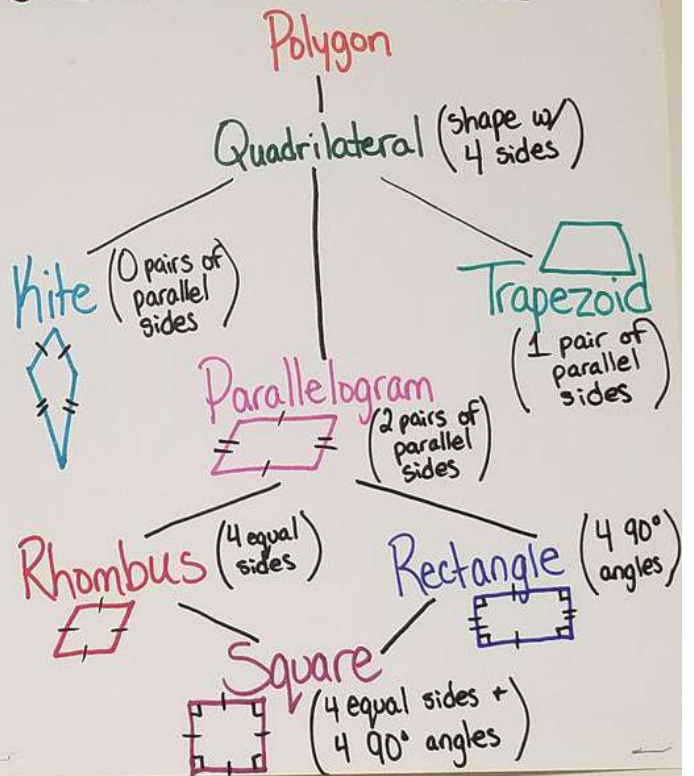 Polygon
Quadrilateral
(shape w/
4 sides)
Kite
(0 pairs of
parallel
sides)
Trapezoid
(1 pair of
parallel
sides)
Parallelogram
(2 pairs of
parallel
sides)
Rhombus
(4 equal
sides)
Rectangle
(4 90°
angles)
Square
(4 equal sides +
4 90° angles)